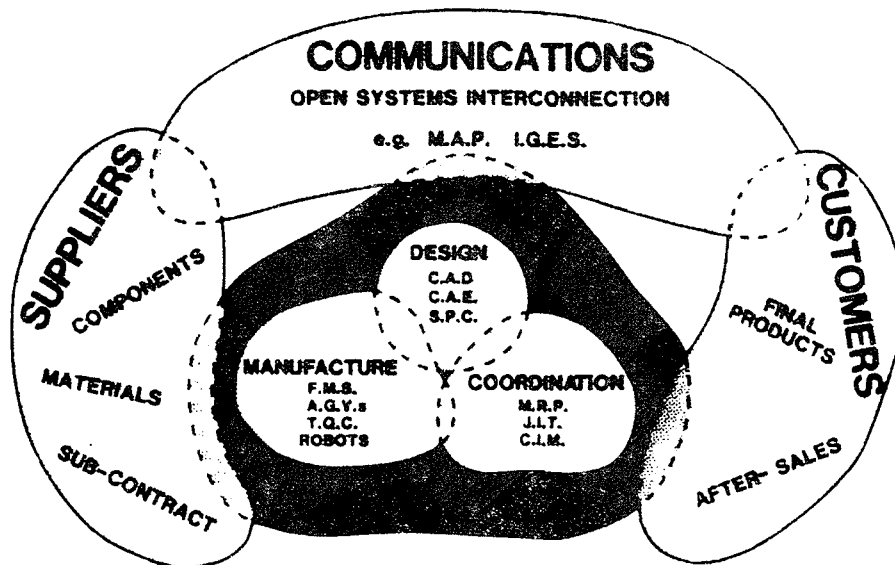 COMMUNICATIONS
OPEN SYSTEMS INTERCONNECTION
e.g. M.A.P. I.G.E.S.
SUPPLIERS
COMPONENTS
MATERIALS
SUB-CONTRACT
DESIGN
C.A.D
C.A.E.
S.P.C.
MANUFACTURE
F.M.S.
A.G.Y.s
T.Q.C.
ROBOTS
COORDINATION
M.R.P.
J.I.T.
C.I.M.
CUSTOMERS
FINAL
PRODUCTS
AFTER-SALES